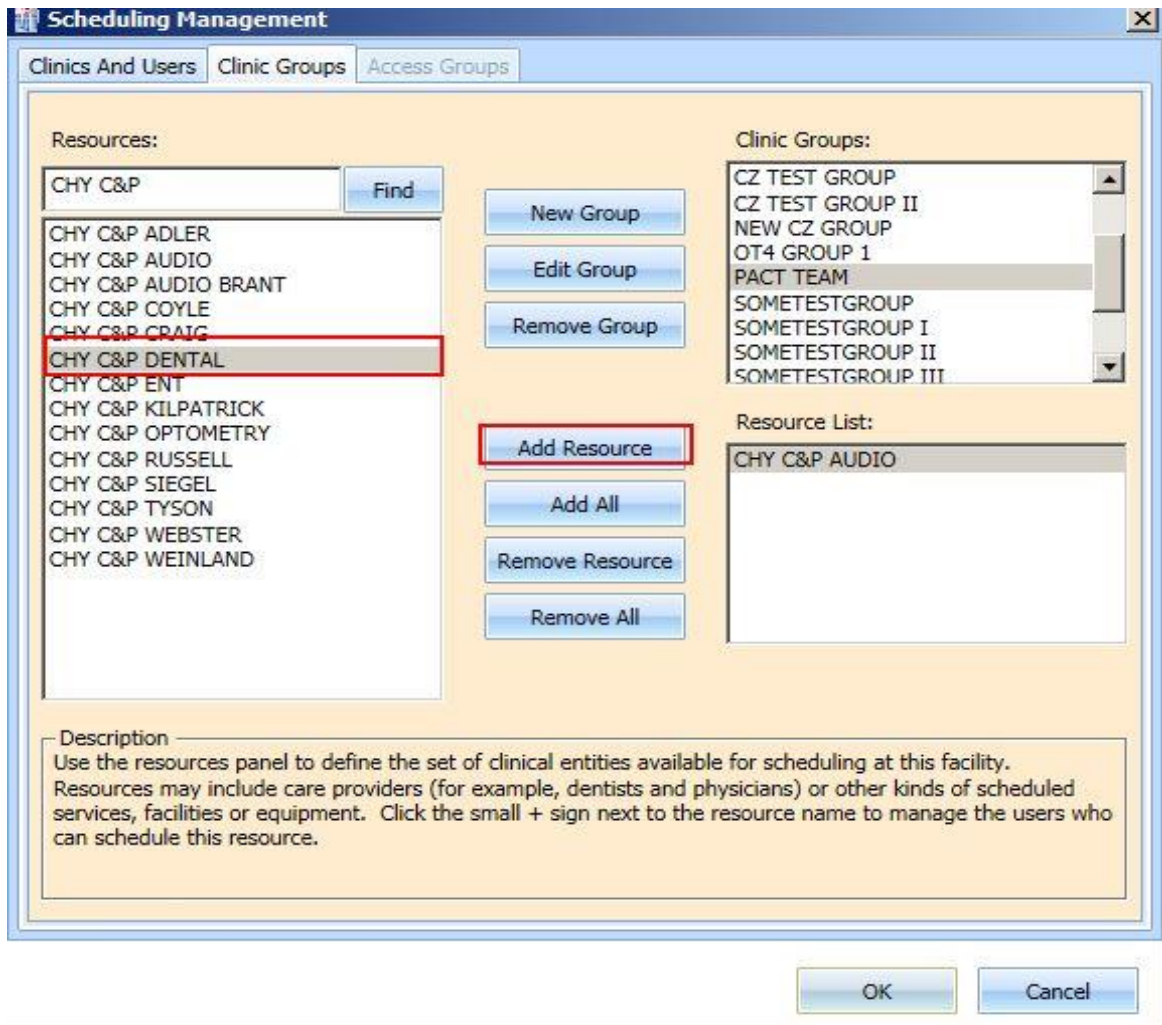 Scheduling Management
Clinics And Users
Clinic Groups
Access Groups
Resources:
CHY C&P
Find
CHY C&P ADLER
CHY C&P AUDIO
CHY C&P AUDIO BRANT
CHY C&P COYLE
CHY C&P CRAIG
CHY C&P DENTAL
CHY C&P ENT
CHY C&P KILPATRICK
CHY C&P OPTOMETRY
CHY C&P RUSSELL
CHY C&P SIEGEL
CHY C&P TYSON
CHY C&P WEBSTER
CHY C&P WEINLAND
New Group
Edit Group
Remove Group
Add Resource
Add All
Remove Resource
Remove All
Clinic Groups:
CZ TEST GROUP
CZ TEST GROUP II
NEW CZ GROUP
OT4 GROUP 1
PACT TEAM
SOMETESTGROUP
SOMETESTGROUP I
SOMETESTGROUP II
SOMETESTGROUP III
Resource List:
CHY C&P AUDIO
Description
Use the resources panel to define the set of clinical entities available for scheduling at this facility.
Resources may include care providers (for example, dentists and physicians) or other kinds of scheduled
services, facilities or equipment.  Click the small + sign next to the resource name to manage the users who
can schedule this resource.
OK
Cancel